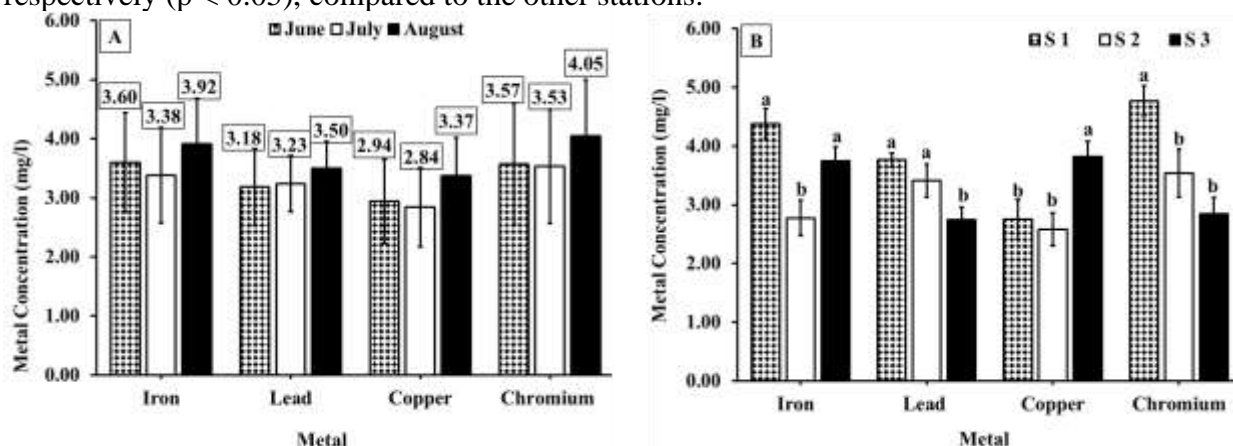 respectively (p < 0.05), compared to the other stations.
A
June July August
Metal Concentration (mg/l)
6.00
5.00
4.00
3.00
2.00
1.00
0.00
3.60 3.38 3.92
3.18 3.23 3.50
2.94 2.84 3.37
3.57 3.53 4.05
Iron Lead Copper Chromium
Metal
B
S 1 S 2 S 3
Metal Concentration (mg/l)
6.00
5.00
4.00
3.00
2.00
1.00
0.00
a b a
a a b
b b a
a b b
Iron Lead Copper Chromium
Metal